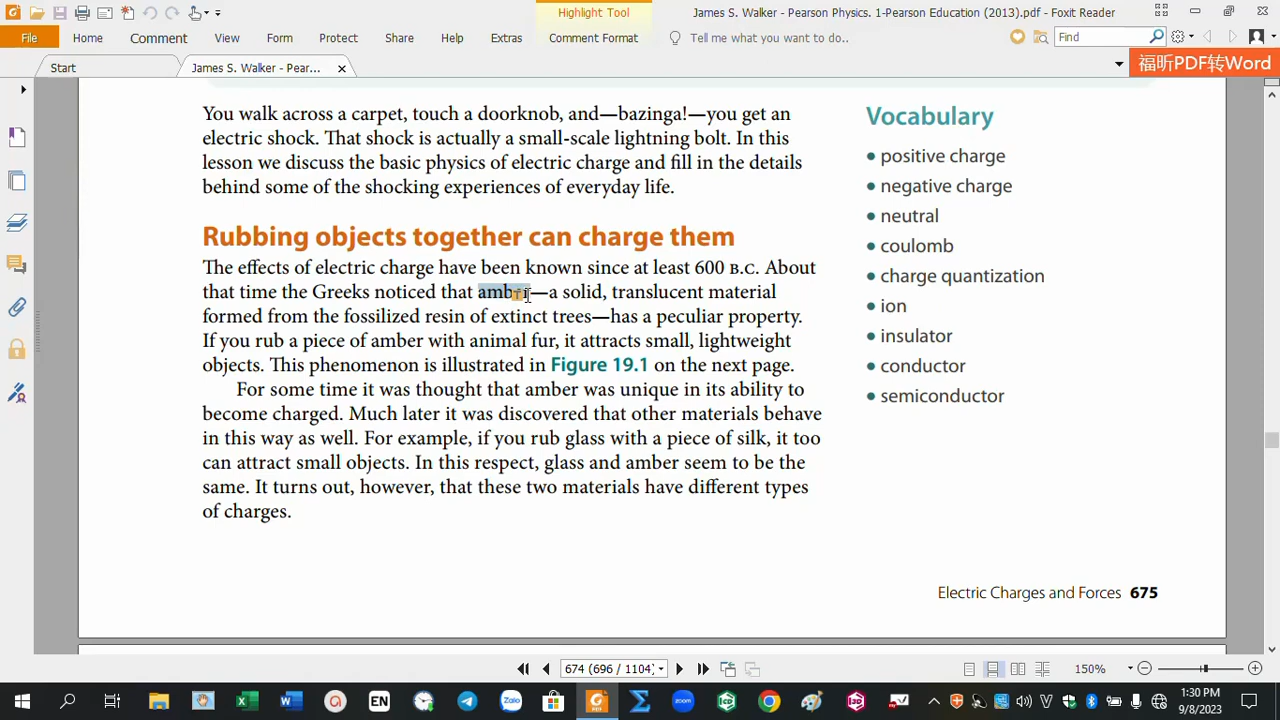 Highlight Tool
James S. Walker - Pearson Physics. 1-Pearson Education (2013).pdf - Foxit Reader
File Home Comment View Form Protect Share Help Extras Comment Format Tell me what you want to do.. Find
Start James S. Walker - Pear... 福昕PDF转Word
You walk across a carpet, touch a doorknob, and—bazinga!—you get an
electric shock. That shock is actually a small-scale lightning bolt. In this
lesson we discuss the basic physics of electric charge and fill in the details
behind some of the shocking experiences of everyday life.
Rubbing objects together can charge them
The effects of electric charge have been known since at least 600 B.C. About
that time the Greeks noticed that amber—a solid, translucent material
formed from the fossilized resin of extinct trees—has a peculiar property.
If you rub a piece of amber with animal fur, it attracts small, lightweight
objects. This phenomenon is illustrated in Figure 19.1 on the next page.
For some time it was thought that amber was unique in its ability to
become charged. Much later it was discovered that other materials behave
in this way as well. For example, if you rub glass with a piece of silk, it too
can attract small objects. In this respect, glass and amber seem to be the
same. It turns out, however, that these two materials have different types
of charges.
Vocabulary
• positive charge
• negative charge
• neutral
• coulomb
• charge quantization
• ion
• insulator
• conductor
• semiconductor
Electric Charges and Forces 675
674 (696 / 1104) 150%
EN Zalo zoom
1:30 PM
9/8/2023